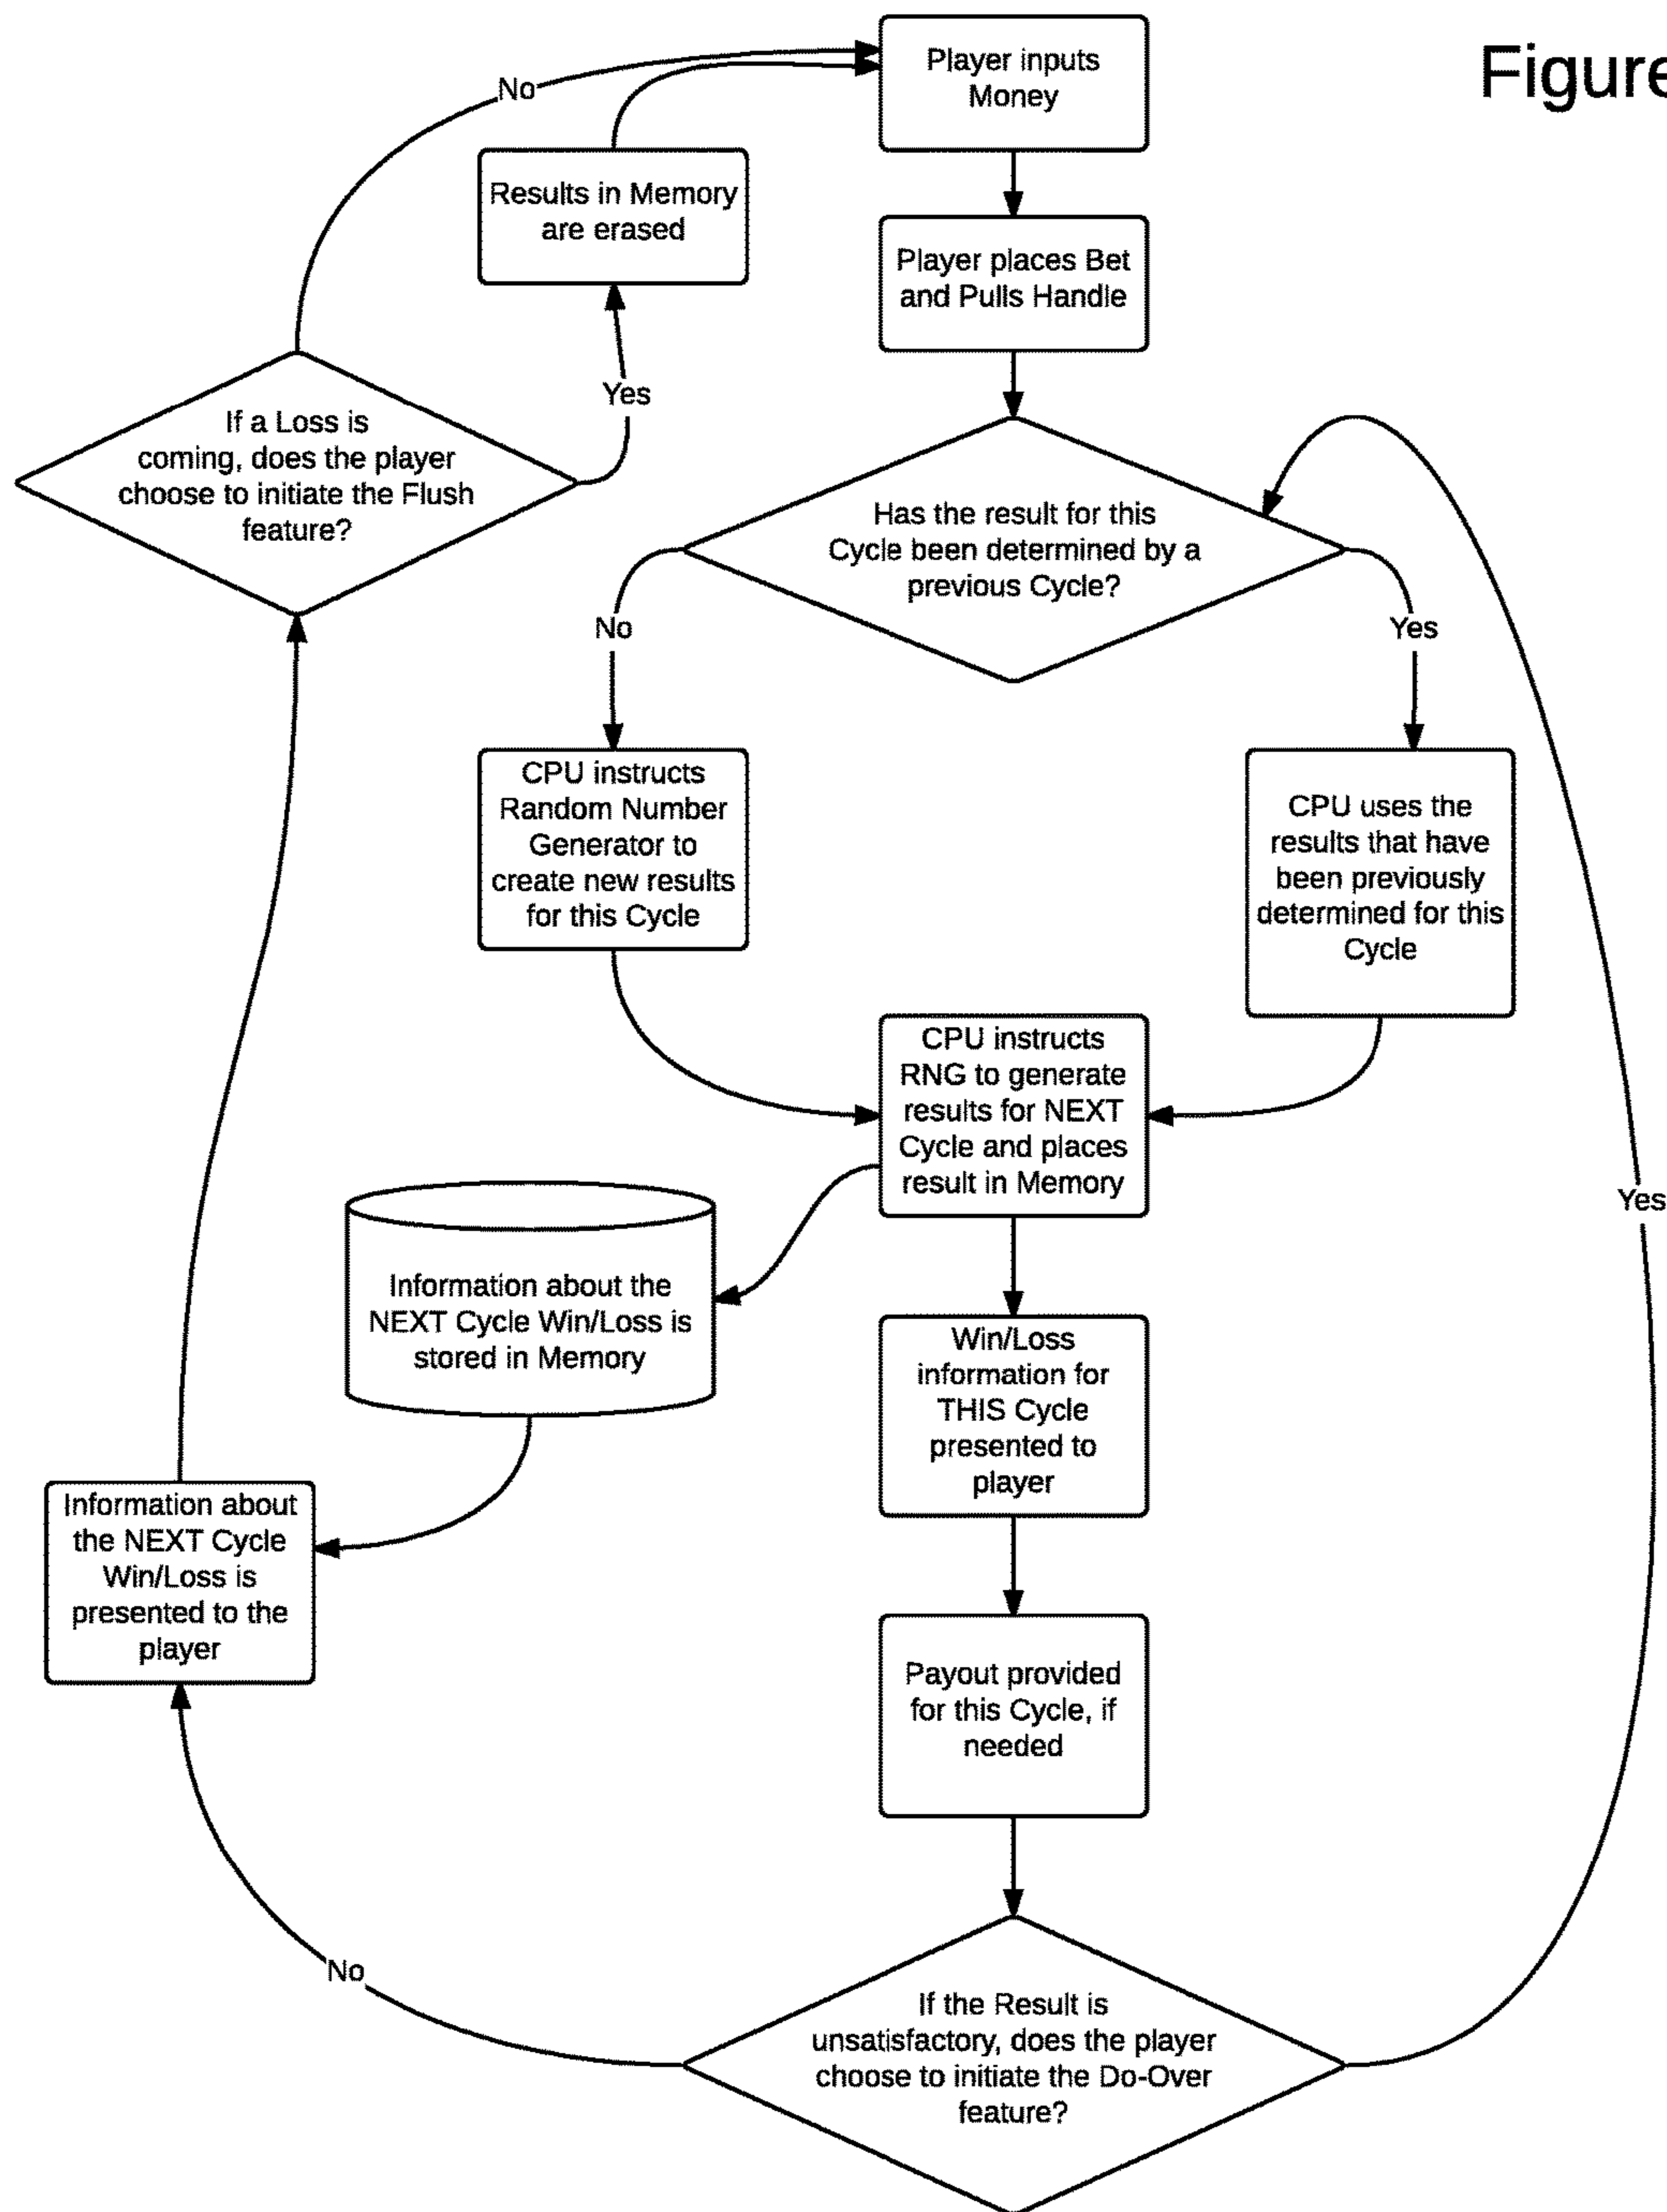 Figure
Player inputs
Money
No
Results in Memory
are erased
Player places Bet
and Pulls Handle
Yes
If a Loss is
coming, does the player
choose to initiate the Flush
feature?
Has the result for this
Cycle been determined by a
previous Cycle?
No
Yes
CPU instructs
Random Number
Generator to
create new results
for this Cycle
CPU uses the
results that have
been previously
determined for this
Cycle
CPU instructs
RNG to generate
results for NEXT
Cycle and places
result in Memory
Yes
Information about the
NEXT Cycle Win/Loss is
stored in Memory
Win/Loss
information for
THIS Cycle
presented to
player
Information about
the NEXT Cycle
Win/Loss is
presented to the
player
Payout provided
for this Cycle, if
needed
No
If the Result is
unsatisfactory, does the player
choose to initiate the Do-Over
feature?